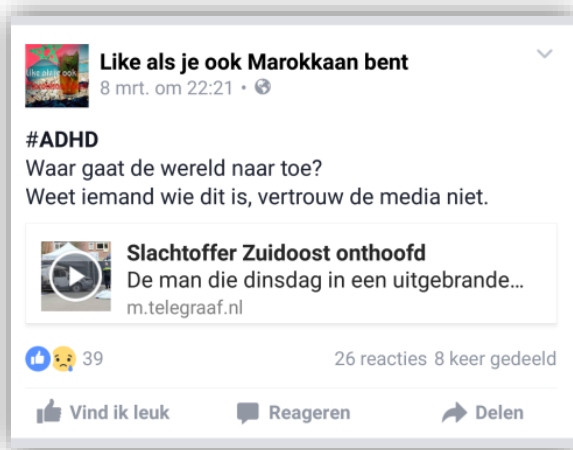 Like als je ook Marokkaan bent
8 mrt. om 22:21 •
#ADHD
Waar gaat de wereld naar toe?
Weet iemand wie dit is, vertrouw de media niet.
Slachtoffer Zuidoost onthoofd
De man die dinsdag in een uitgebrande...
m.telegraaf.nl
39
26 reacties 8 keer gedeeld
Vind ik leuk
Reageren
Delen